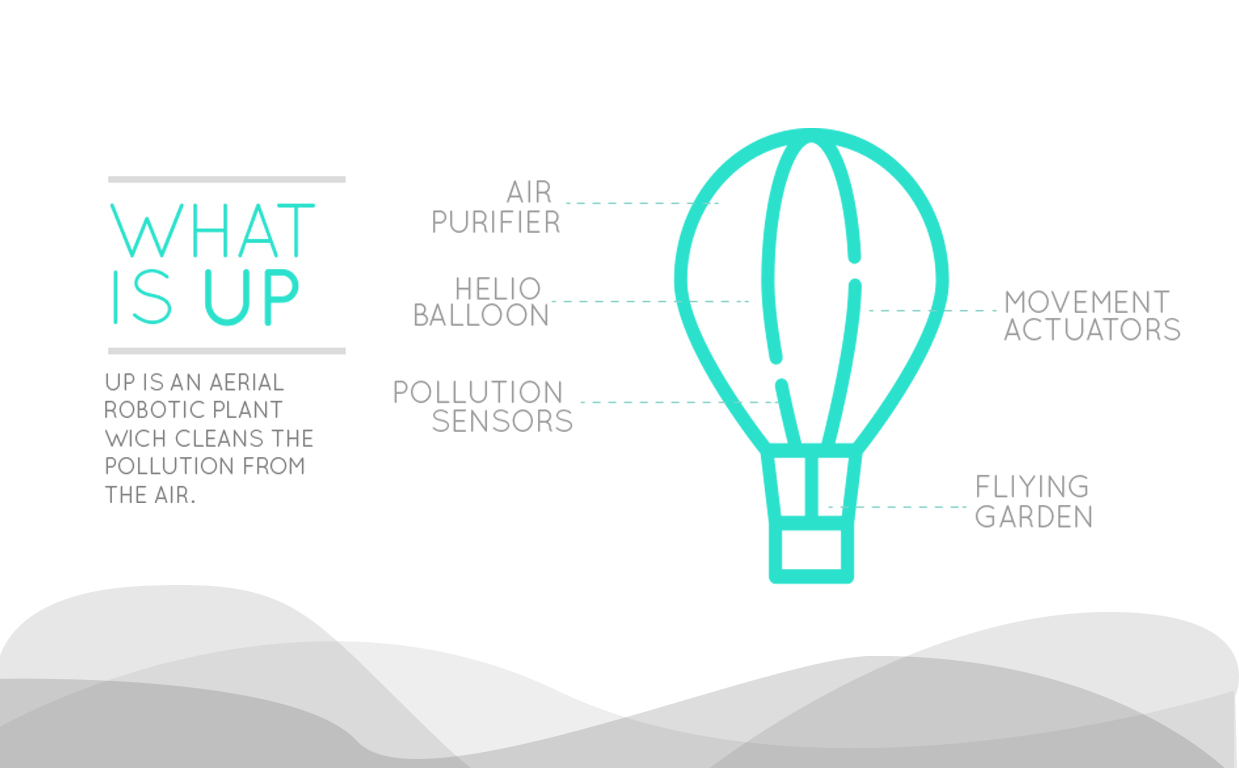 WHAT
IS UP
UP IS AN AERIAL
ROBOTIC PLANT
WICH CLEANS THE
POLLUTION FROM
THE AIR.
AIR
PURIFIER
HELIO
BALLOON
POLLUTION
SENSORS
MOVEMENT
ACTUATORS
FLIYING
GARDEN